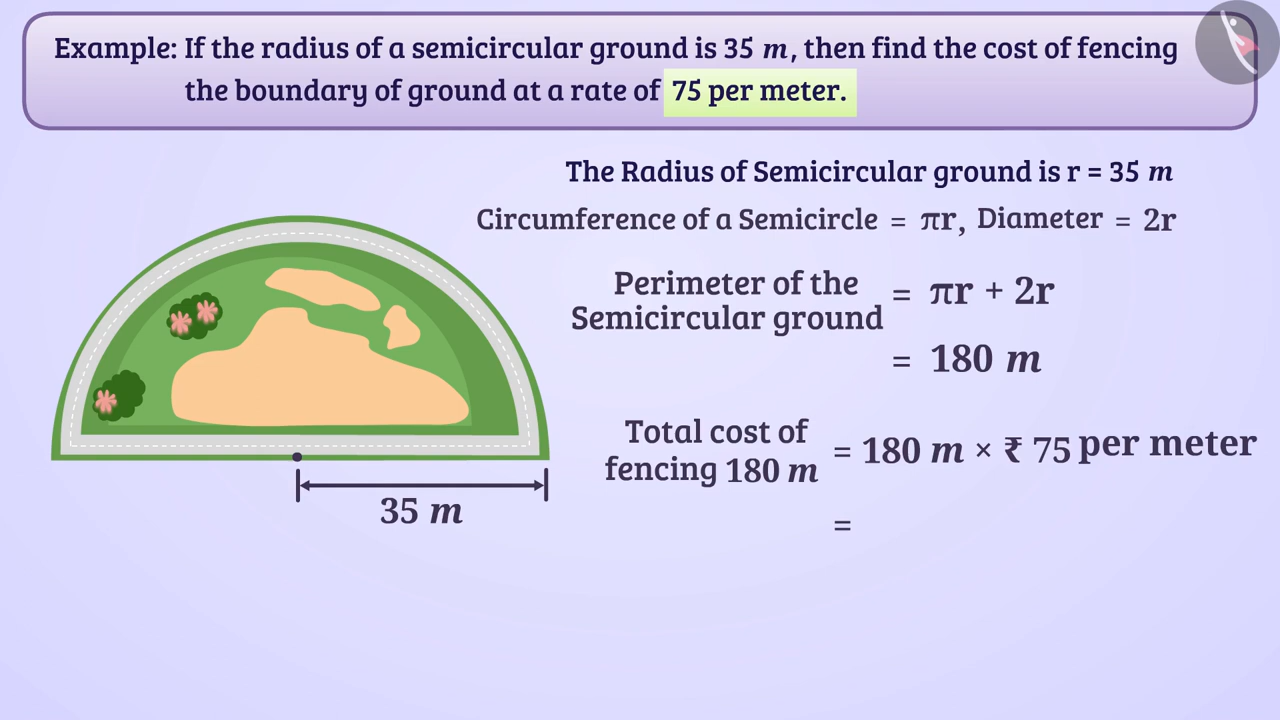 Example: If the radius of a semicircular ground is 35 m, then find the cost of fencing
the boundary of ground at a rate of 75 per meter.
The Radius of Semicircular ground is r = 35 m
Circumference of a Semicircle = πr, Diameter = 2r
Perimeter of the
Semicircular ground = πr + 2r
= 180 m
Total cost of
fencing 180 m = 180 m × ₹ 75 per meter
=
35 m